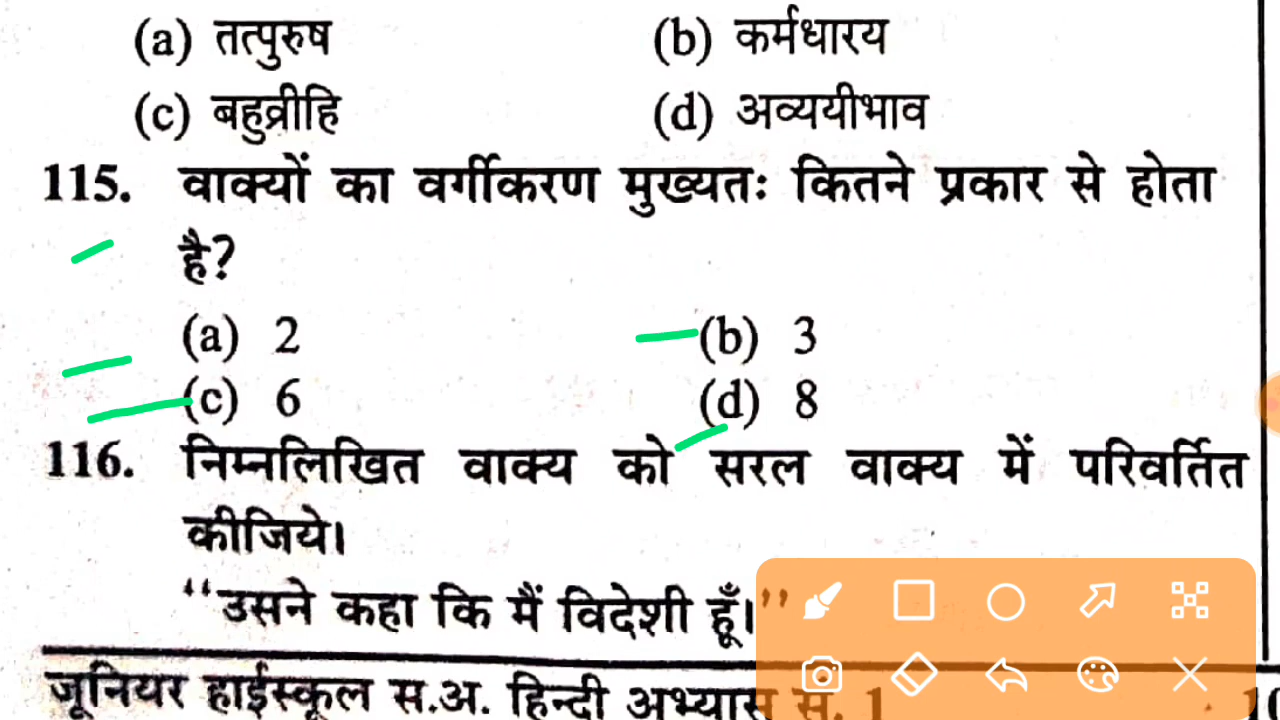 (a) तत्पुरुष (b) कर्मधारय
(c) बहुव्रीहि (d) अव्ययीभाव
115. वाक्यों का वर्गीकरण मुख्यतः कितने प्रकार से होता
है?
(a) 2 (b) 3
(c) 6 (d) 8
116. निम्नलिखित वाक्य को सरल वाक्य में परिवर्तित
कीजिये।
‘‘उसने कहा कि मैं विदेशी हूँ।’’
जूनियर हाईस्कूल स.अ. हिन्दी अभ्यास सं. 1